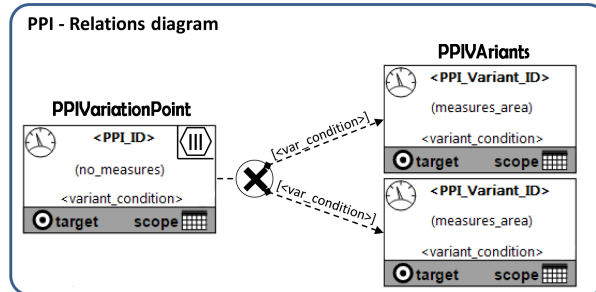 PPI - Relations diagram
PPIVAriants
<PPI_Variant_ID>
(measures_area)
<variant_condition>
target scope
PPIVariationPoint
<PPI_ID>
(no_measures)
<variant_condition>
target scope
[<var_condition>]
[<var_condition>]
<PPI_Variant_ID>
(measures_area)
<variant_condition>
target scope